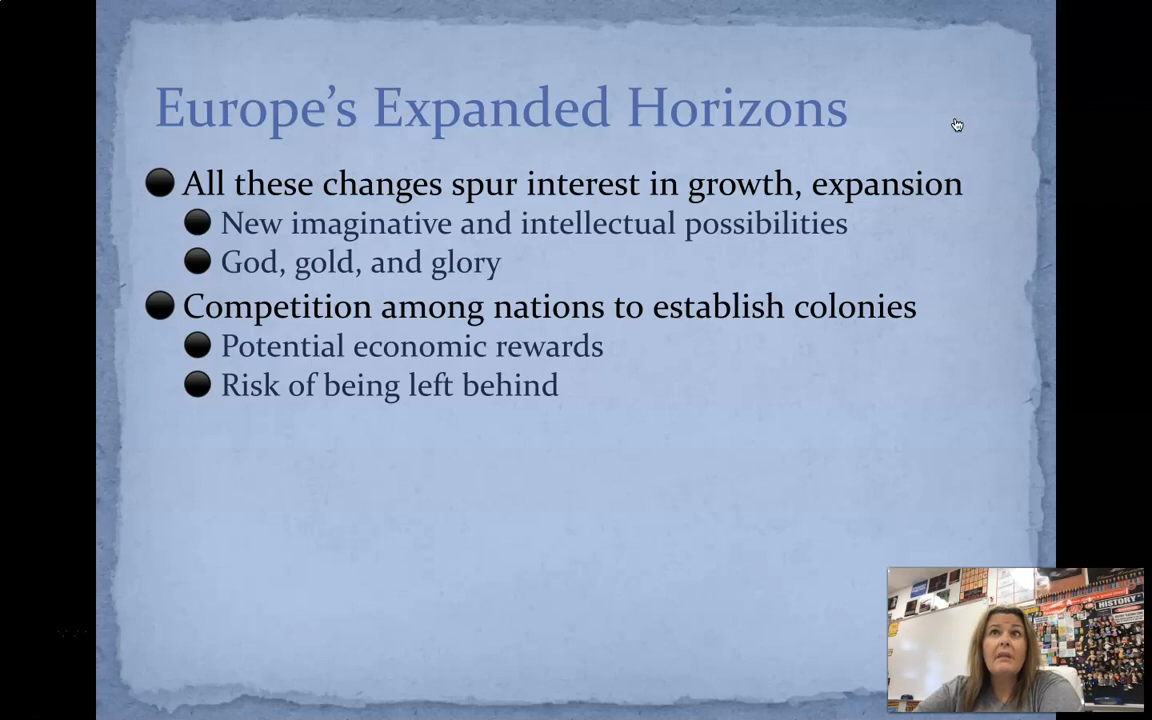 Europe's Expanded Horizons
All these changes spur interest in growth, expansion
New imaginative and intellectual possibilities
God, gold, and glory
Competition among nations to establish colonies
Potential economic rewards
Risk of being left behind
HISTORY